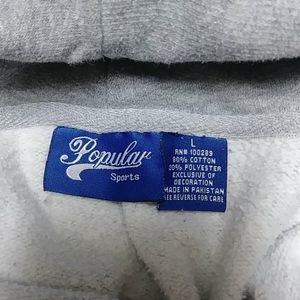 Popular
Sports
L
RN# 100289
80% COTTON
20% POLYESTER
EXCLUSIVE OF
DECORATION
MADE IN PAKISTAN
SEE REVERSE FOR CARE